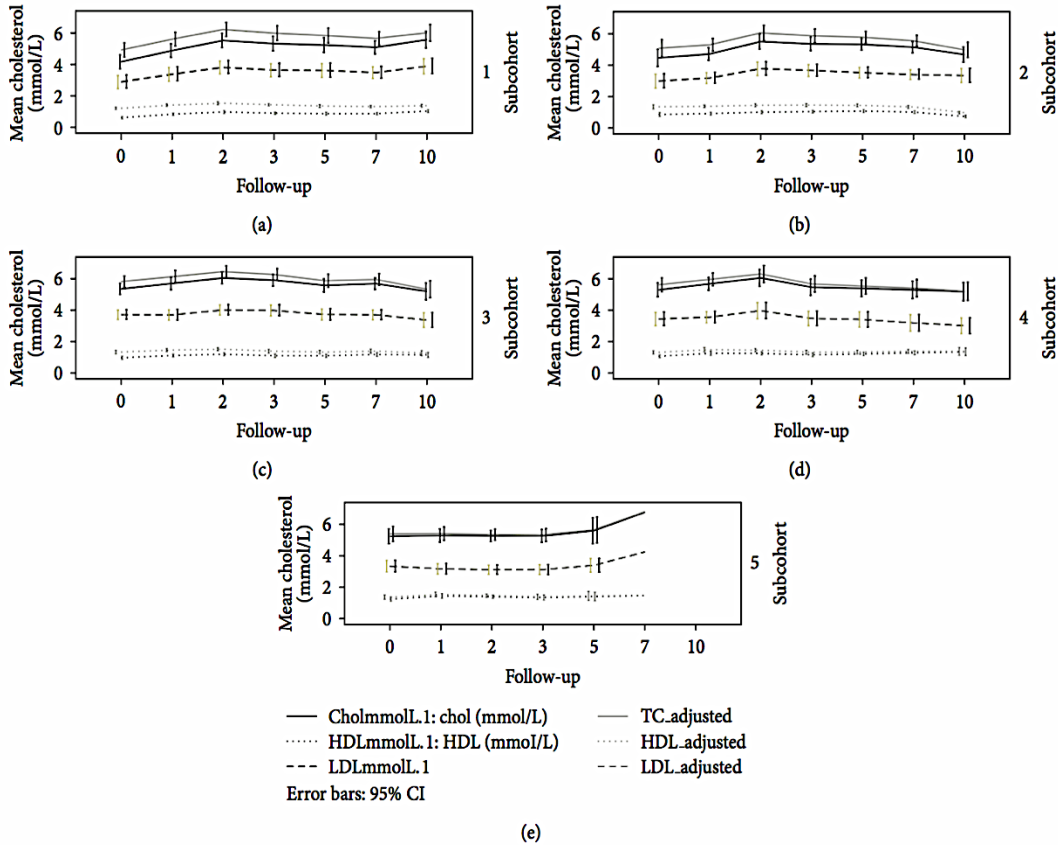 Mean cholesterol
(mmol/L)
6
4
2
0
0 1 2 3 5 7 10
Follow-up
1
Subcohort
(a)
Mean cholesterol
(mmol/L)
6
4
2
0
0 1 2 3 5 7 10
Follow-up
2
Subcohort
(b)
Mean cholesterol
(mmol/L)
6
4
2
0
0 1 2 3 5 7 10
Follow-up
3
Subcohort
(c)
Mean cholesterol
(mmol/L)
6
4
2
0
0 1 2 3 5 7 10
Follow-up
4
Subcohort
(d)
Mean cholesterol
(mmol/L)
6
4
2
0
0 1 2 3 5 7 10
Follow-up
5
Subcohort
CholmmolL.1: chol (mmol/L)
HDLmmolL.1: HDL (mmoI/L)
LDLmmolL.1
Error bars: 95% CI
TC_adjusted
HDL_adjusted
LDL_adjusted
(e)